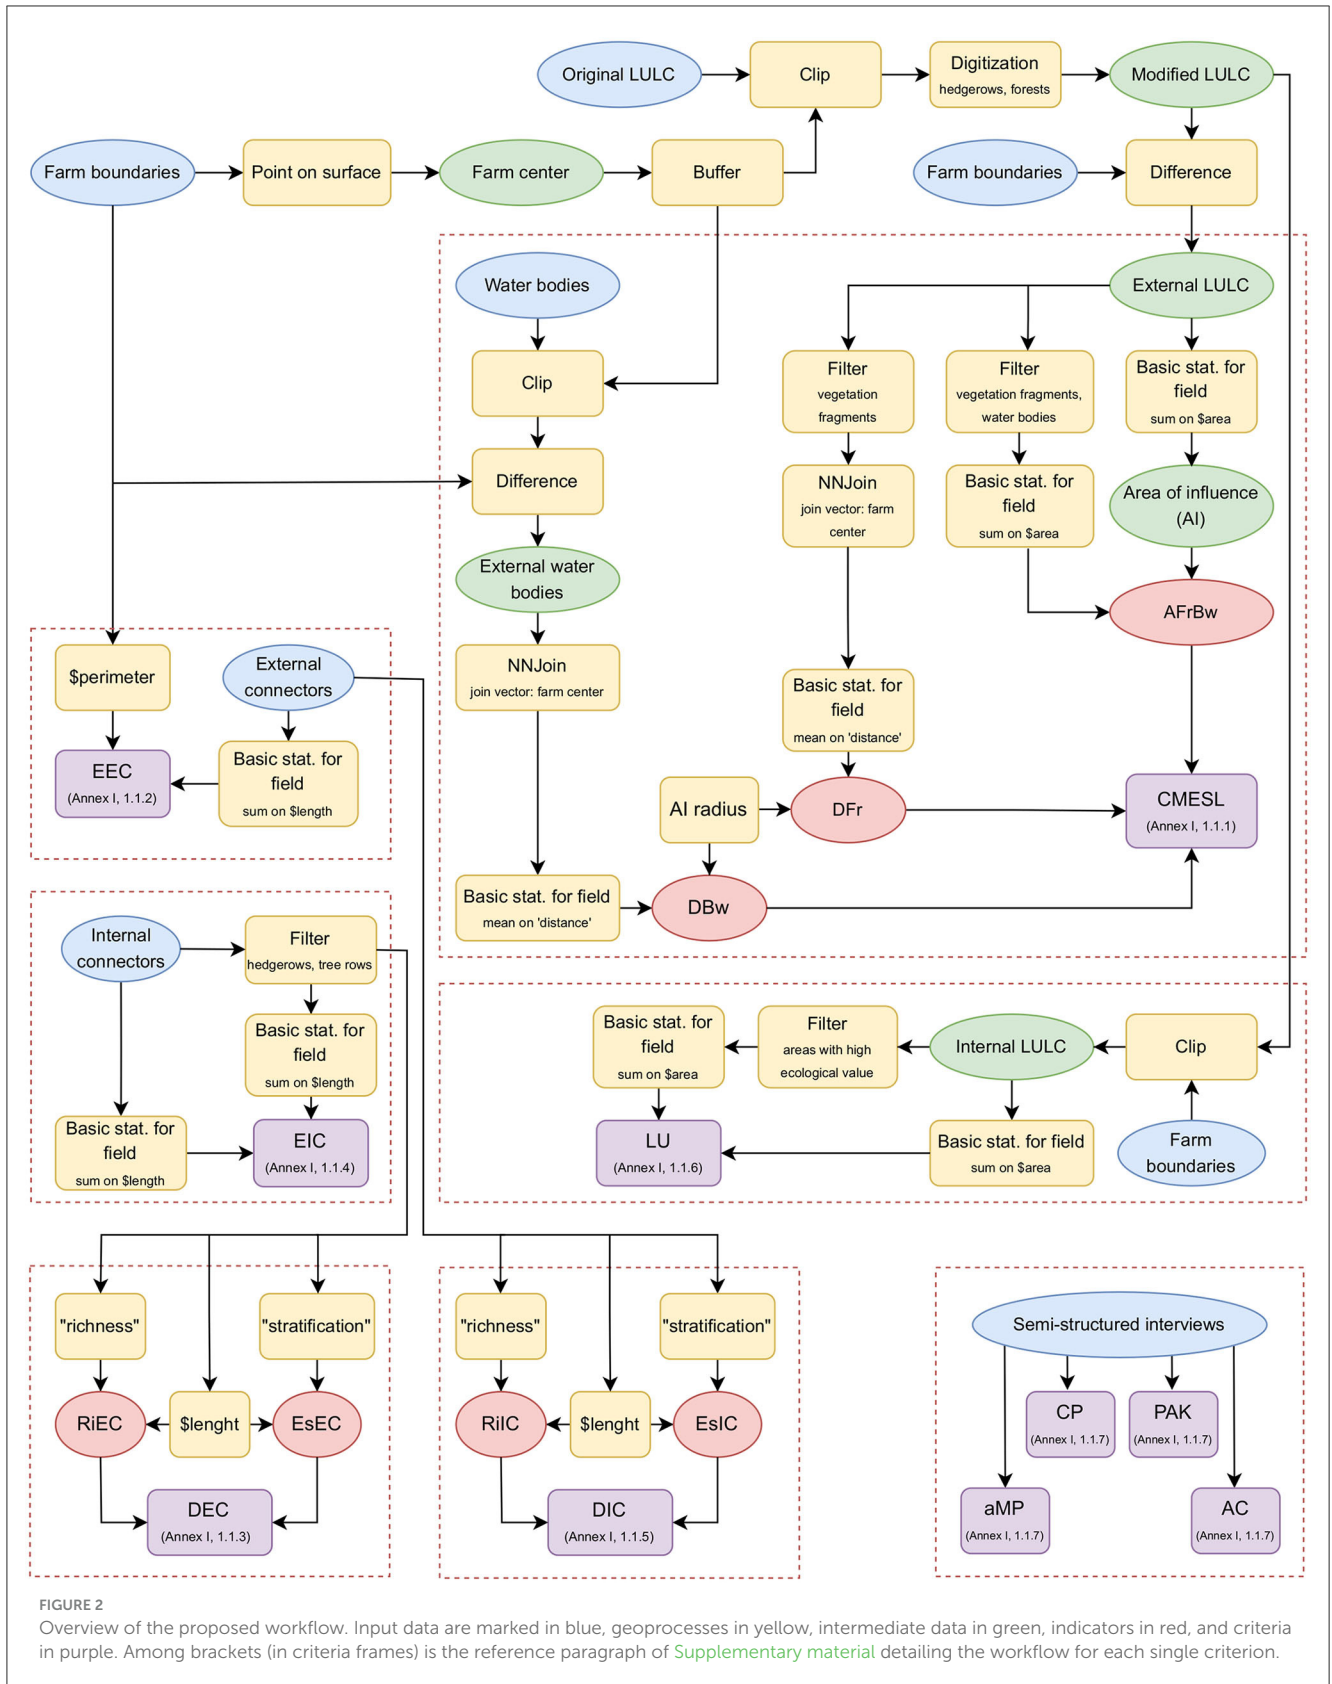 Original LULC
Clip
Digitization
hedgerows, forests
Modified LULC
Farm boundaries
Point on surface
Farm center
Buffer
Farm boundaries
Difference
Water bodies
External LULC
Clip
Filter
vegetation
fragments
Filter
vegetation fragments,
water bodies
Basic stat. for
field
sum on $area
Difference
NNJoin
join vector: farm
center
Basic stat. for
field
sum on $area
Area of influence
(AI)
External water
bodies
AFrBw
$perimeter
External
connectors
NNJoin
join vector: farm center
Basic stat. for
field
mean on 'distance'
EEC
(Annex I, 1.1.2)
Basic stat. for
field
sum on $length
AI radius
DFr
CMESL
(Annex I, 1.1.1)
Basic stat. for field
mean on 'distance'
DBw
Internal
connectors
Filter
hedgerows, tree rows
Basic stat. for
field
sum on $length
Basic stat. for
field
sum on $area
Filter
areas with high
ecological value
Internal LULC
Clip
Basic stat. for
field
sum on $length
EIC
(Annex I, 1.1.4)
LU
(Annex I, 1.1.6)
Basic stat. for field
sum on $area
Farm
boundaries
"richness"
"stratification"
"richness"
"stratification"
Semi-structured interviews
RiEC
$lenght
EsEC
RiIC
$lenght
EsIC
CP
(Annex I, 1.1.7)
PAK
(Annex I, 1.1.7)
DEC
(Annex I, 1.1.3)
DIC
(Annex I, 1.1.5)
aMP
(Annex I, 1.1.7)
AC
(Annex I, 1.1.7)
FIGURE 2
Overview of the proposed workflow. Input data are marked in blue, geoprocesses in yellow, intermediate data in green, indicators in red, and criteria
in purple. Among brackets (in criteria frames) is the reference paragraph of Supplementary material detailing the workflow for each single criterion.